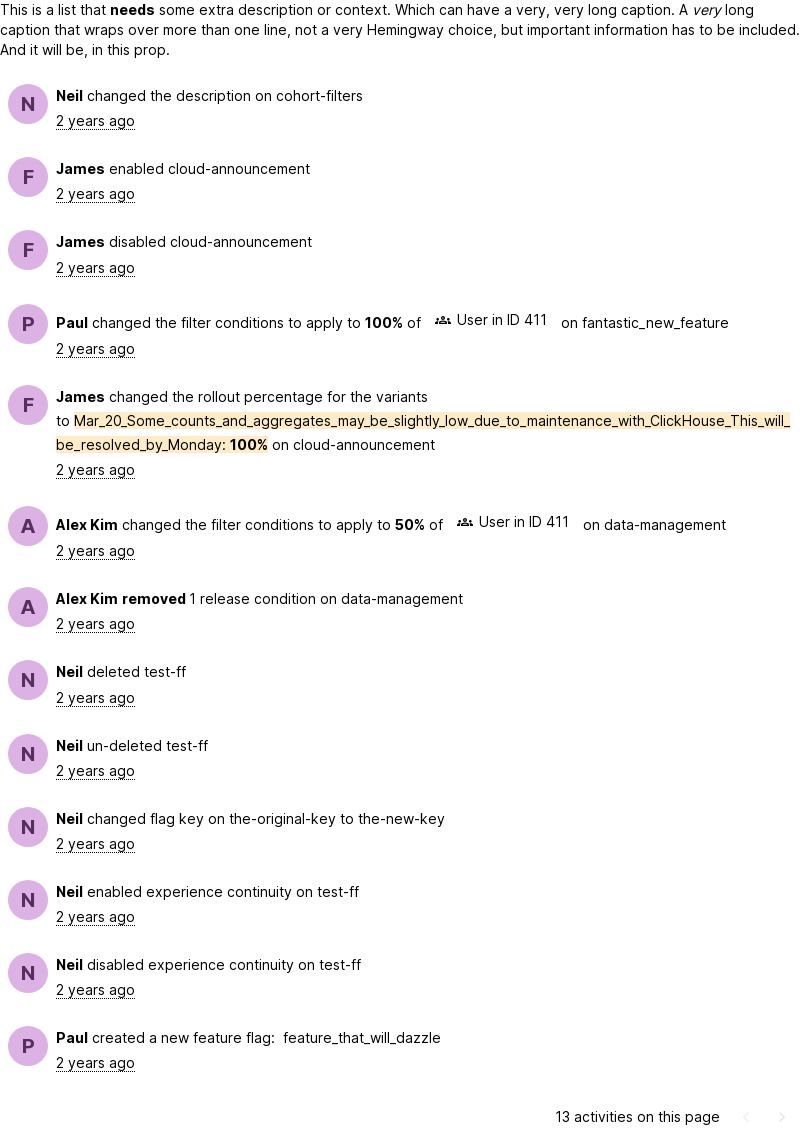 This is a list that needs some extra description or context. Which can have a very, very long caption. A very long
caption that wraps over more than one line, not a very Hemingway choice, but important information has to be included.
And it will be, in this prop.
N
Neil changed the description on cohort-filters
2 years ago
F
James enabled cloud-announcement
2 years ago
F
James disabled cloud-announcement
2 years ago
P
Paul changed the filter conditions to apply to 100% of User in ID 411 on fantastic_new_feature
2 years ago
F
James changed the rollout percentage for the variants
to Mar_20_Some_counts_and_aggregates_may_be_slightly_low_due_to_maintenance_with_ClickHouse_This_will_
be_resolved_by_Monday: 100% on cloud-announcement
2 years ago
A
Alex Kim changed the filter conditions to apply to 50% of User in ID 411 on data-management
2 years ago
A
Alex Kim removed 1 release condition on data-management
2 years ago
N
Neil deleted test-ff
2 years ago
N
Neil un-deleted test-ff
2 years ago
N
Neil changed flag key on the-original-key to the-new-key
2 years ago
N
Neil enabled experience continuity on test-ff
2 years ago
N
Neil disabled experience continuity on test-ff
2 years ago
P
Paul created a new feature flag: feature_that_will_dazzle
2 years ago
13 activities on this page